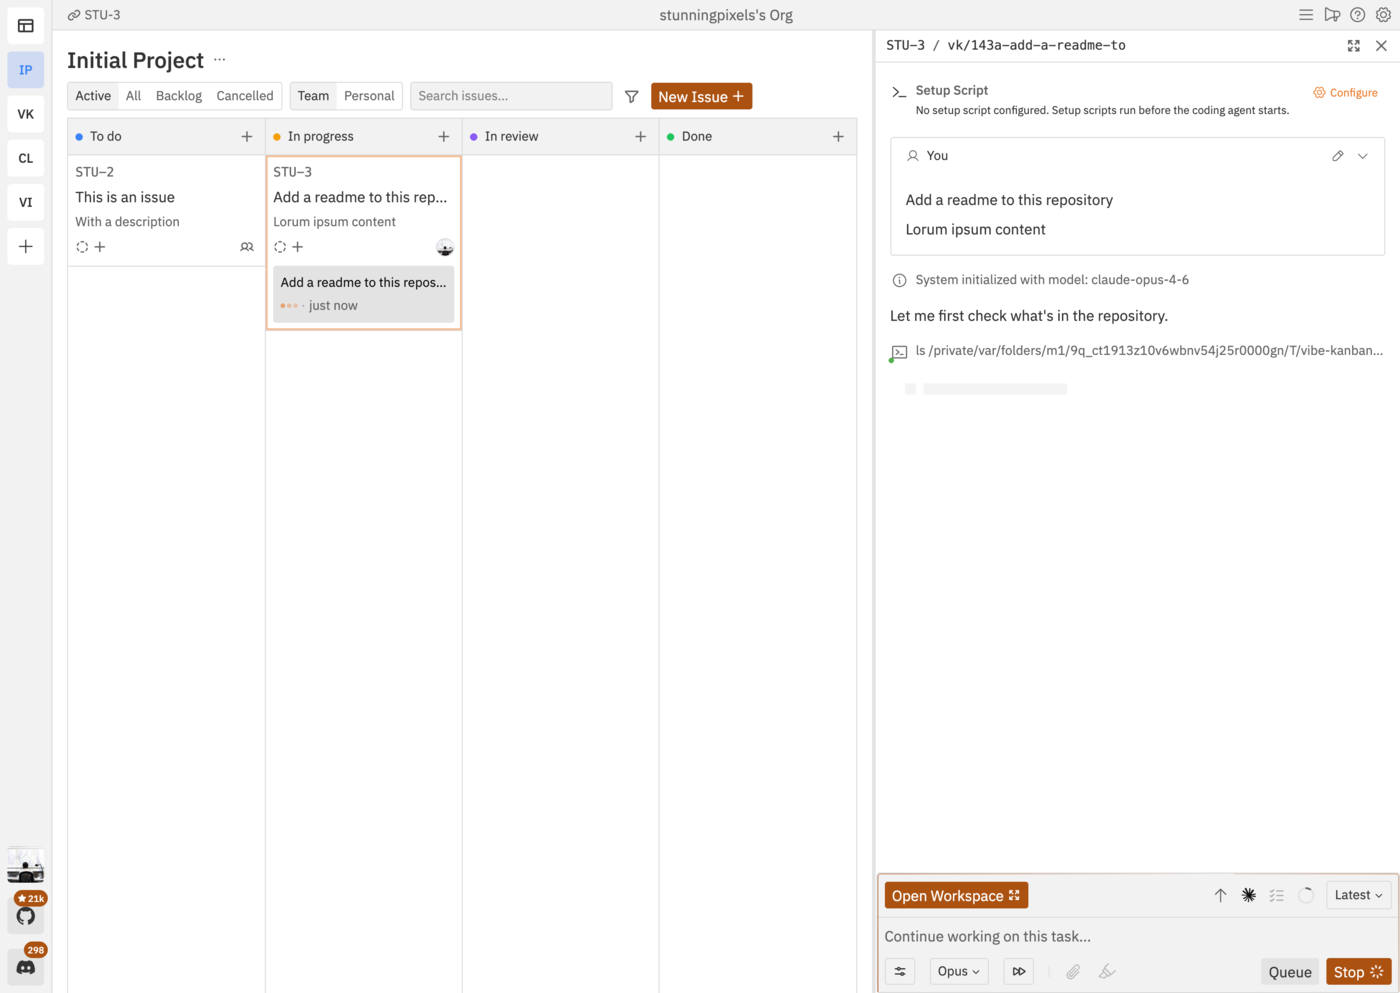 STU-3
stunningpixels's Org
IP
VK
CL
VI
21k
298
Initial Project ...
Active All Backlog Cancelled Team Personal Search issues... New Issue +
To do
In progress
In review
Done
STU-2
This is an issue
With a description
STU-3
Add a readme to this rep...
Lorum ipsum content
Add a readme to this repos...
· just now
STU-3 / vk/143a-add-a-readme-to
Setup Script
Configure
No setup script configured. Setup scripts run before the coding agent starts.
You
Add a readme to this repository
Lorum ipsum content
System initialized with model: claude-opus-4-6
Let me first check what's in the repository.
ls /private/var/folders/m1/9q_ct1913z10v6wbnv54j25r0000gn/T/vibe-kanban...
Open Workspace
Latest
Continue working on this task...
Opus
Queue
Stop